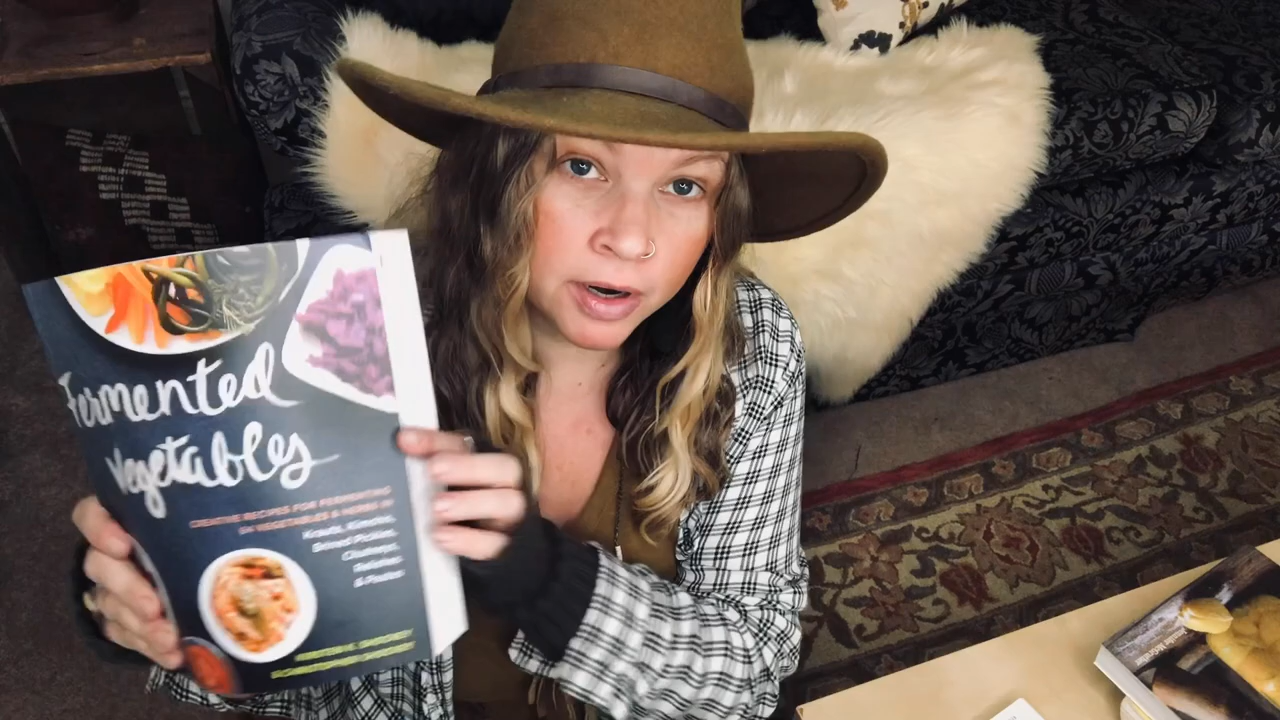 Fermented
Vegetables
CREATIVE RECIPES FOR FERMENTING
64 VEGETABLES & HERBS IN
Krauts, Kimchis,
Brined Pickles,
Chutneys,
Relishes
& Pastes